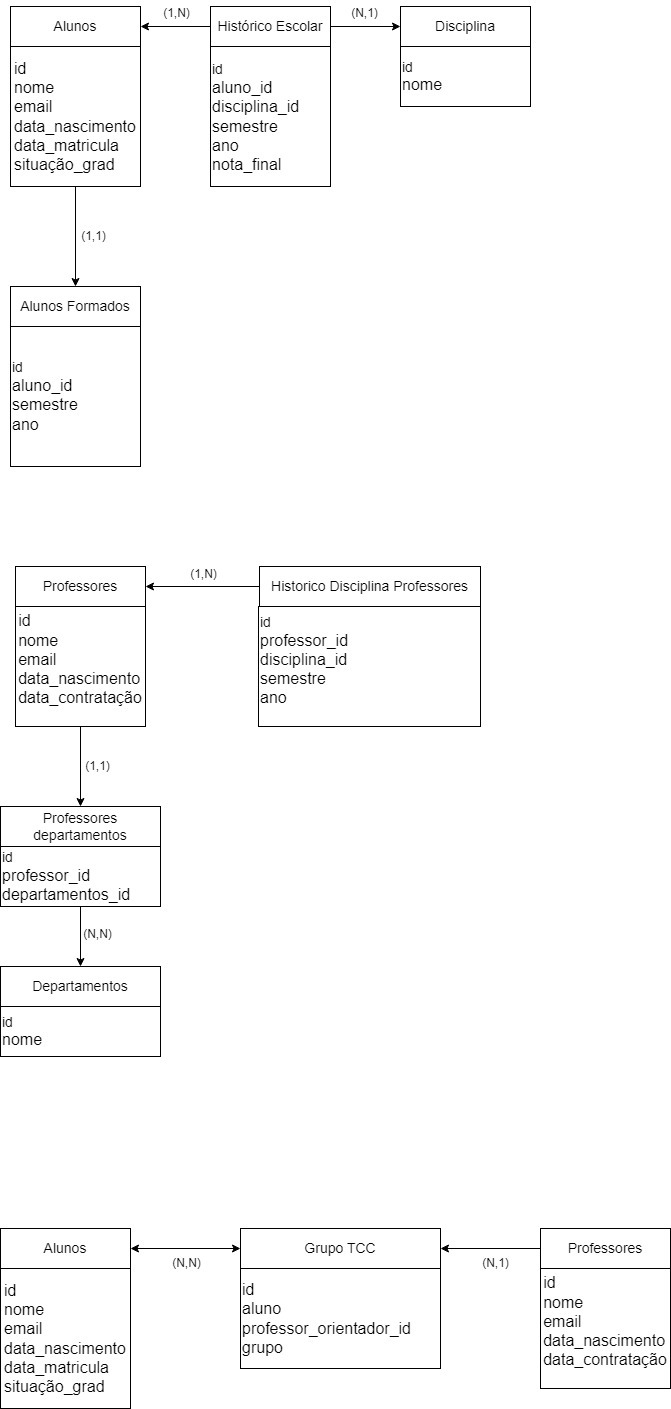 Alunos
(1,N)
Histórico Escolar
(N,1)
Disciplina
id
nome
email
data_nascimento
data_matricula
situação_grad
id
aluno_id
disciplina_id
semestre
ano
nota_final
id
nome
(1,1)
Alunos Formados
id
aluno_id
semestre
ano
Professores
(1,N)
Historico Disciplina Professores
id
nome
email
data_nascimento
data_contratação
id
professor_id
disciplina_id
semestre
ano
(1,1)
Professores
departamentos
id
professor_id
departamentos_id
(N,N)
Departamentos
id
nome
Alunos
(N,N)
Grupo TCC
(N,1)
Professores
id
nome
email
data_nascimento
data_matricula
situação_grad
id
aluno
professor_orientador_id
grupo
id
nome
email
data_nascimento
data_contratação